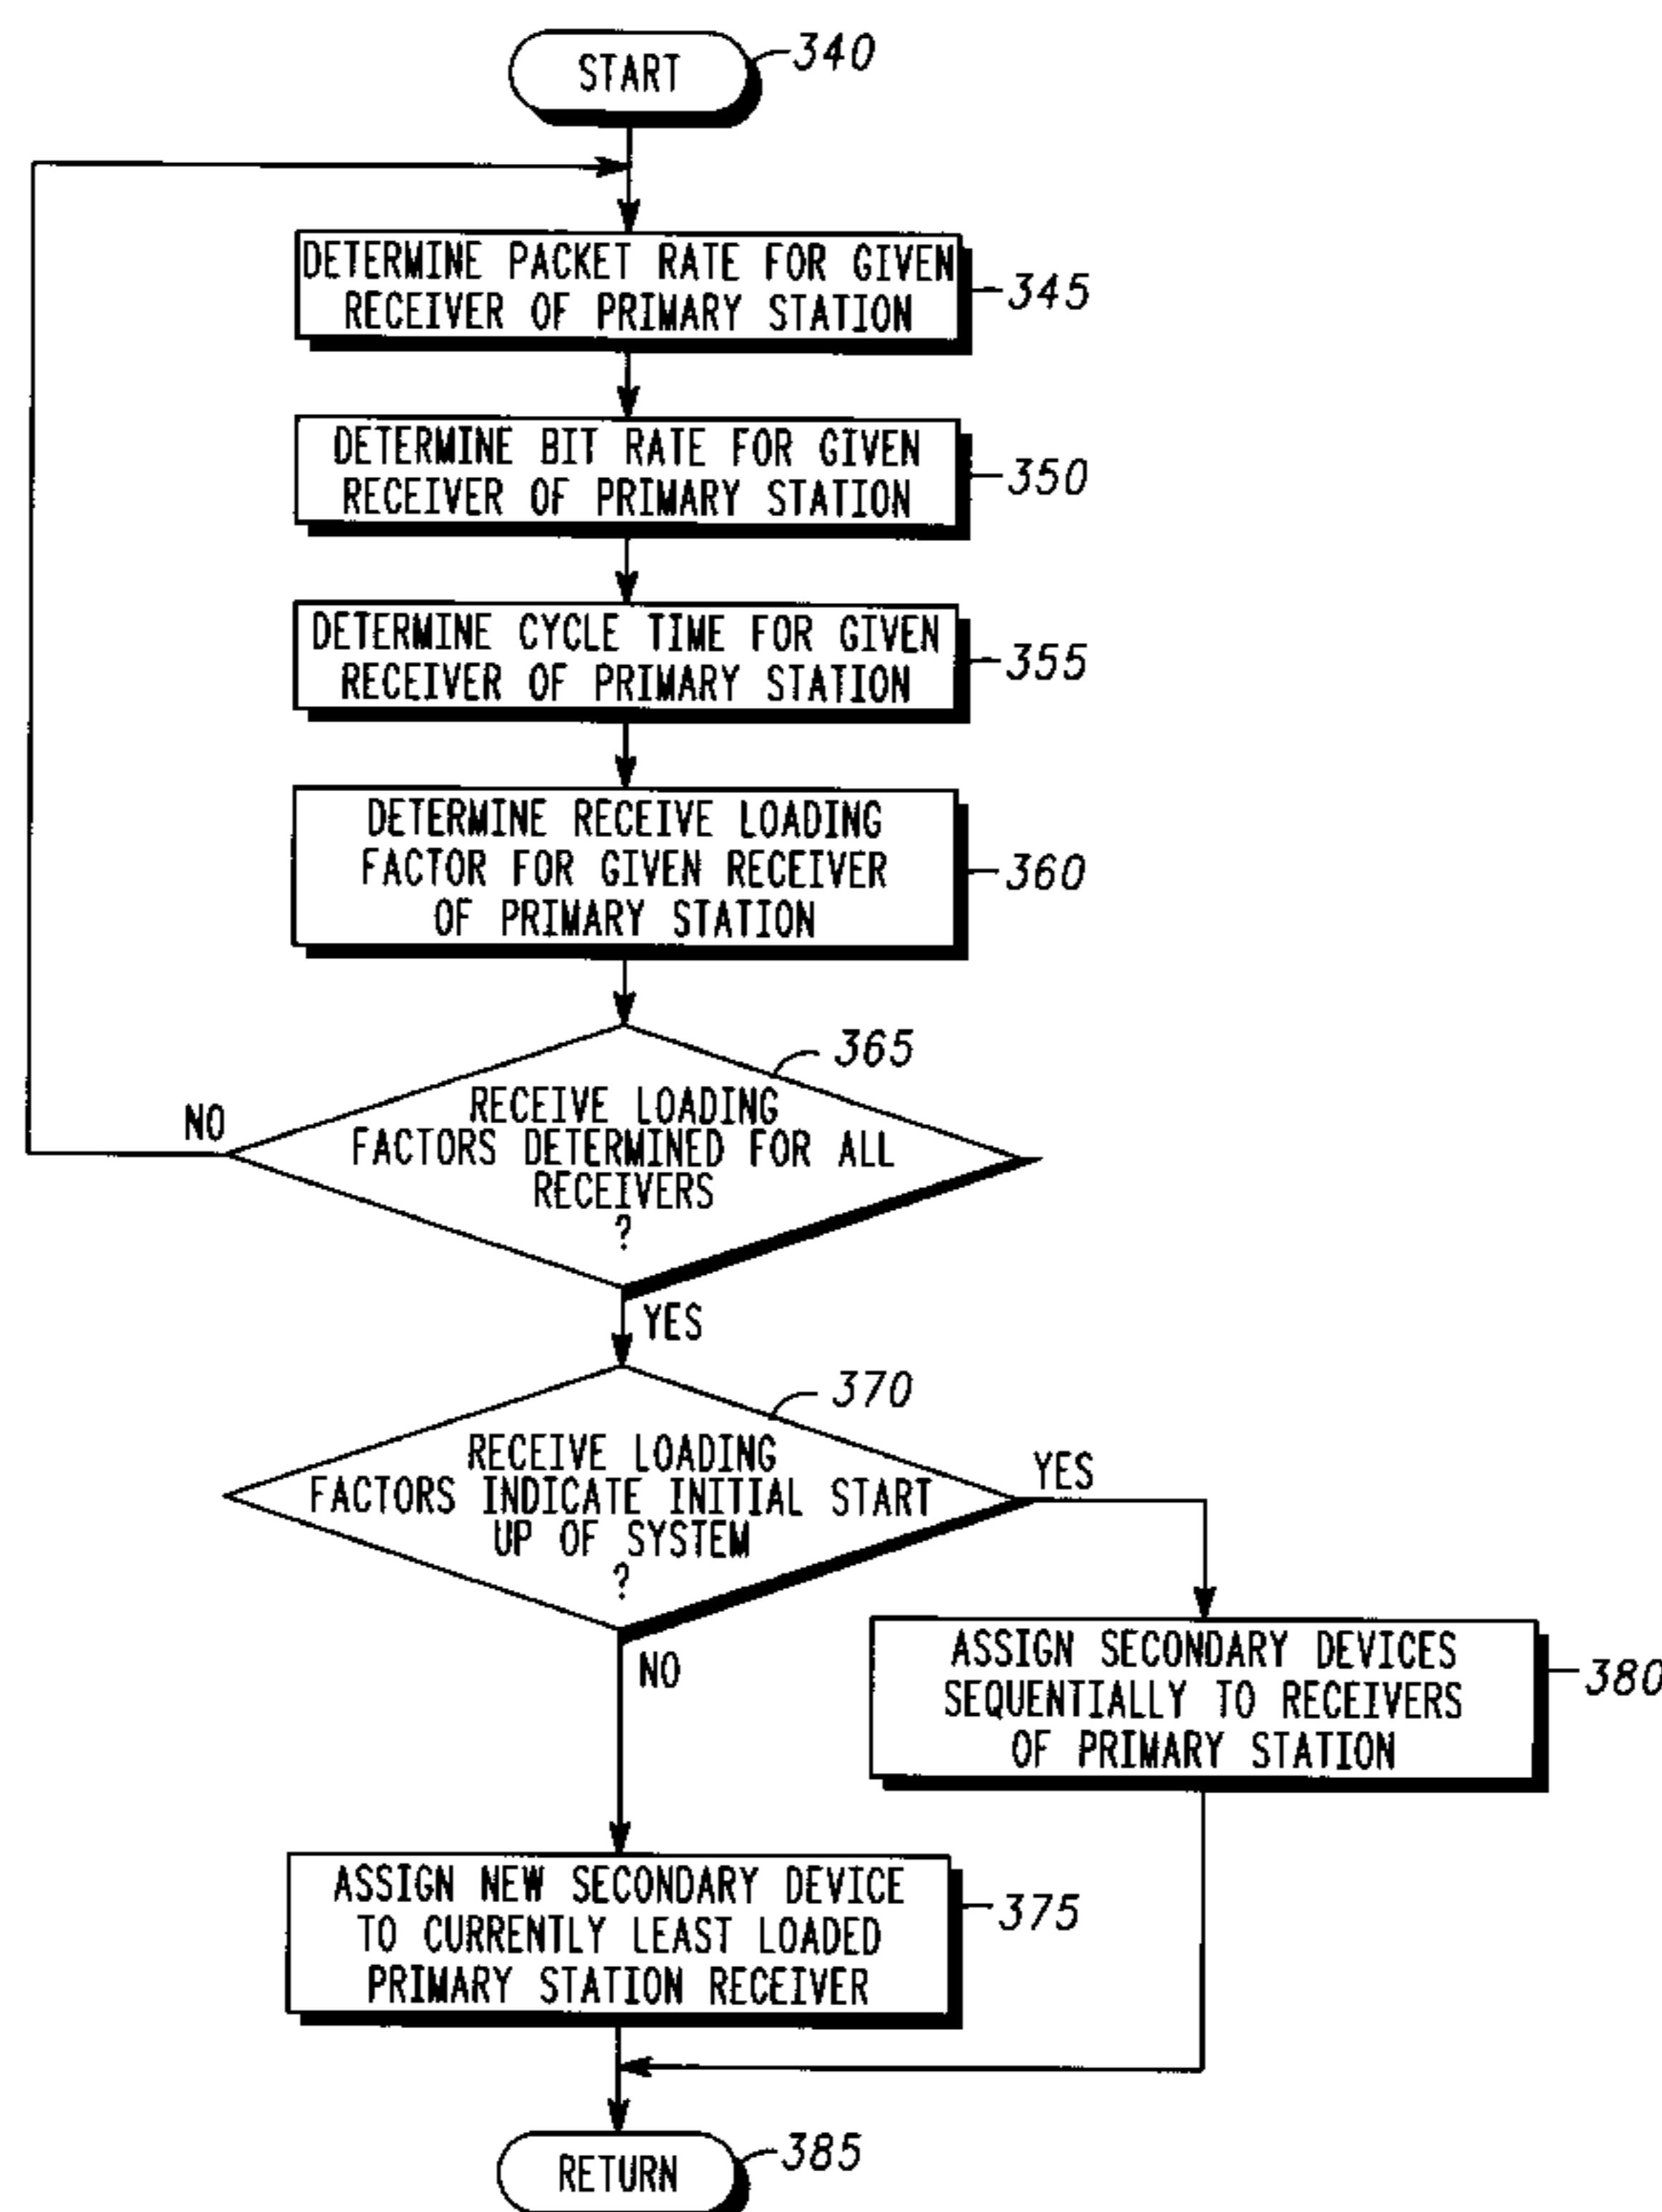 START
340
DETERMINE PACKET RATE FOR GIVEN
RECEIVER OF PRIMARY STATION
345
DETERMINE BIT RATE FOR GIVEN
RECEIVER OF PRIMARY STATION
350
DETERMINE CYCLE TIME FOR GIVEN
RECEIVER OF PRIMARY STATION
355
DETERMINE RECEIVE LOADING
FACTOR FOR GIVEN RECEIVER
OF PRIMARY STATION
360
365
RECEIVE LOADING
FACTORS DETERMINED FOR ALL
RECEIVERS
?
NO
YES
370
RECEIVE LOADING
FACTORS INDICATE INITIAL START
UP OF SYSTEM
?
YES
NO
ASSIGN SECONDARY DEVICES
SEQUENTIALLY TO RECEIVERS
OF PRIMARY STATION
380
ASSIGN NEW SECONDARY DEVICE
TO CURRENTLY LEAST LOADED
PRIMARY STATION RECEIVER
375
RETURN
385